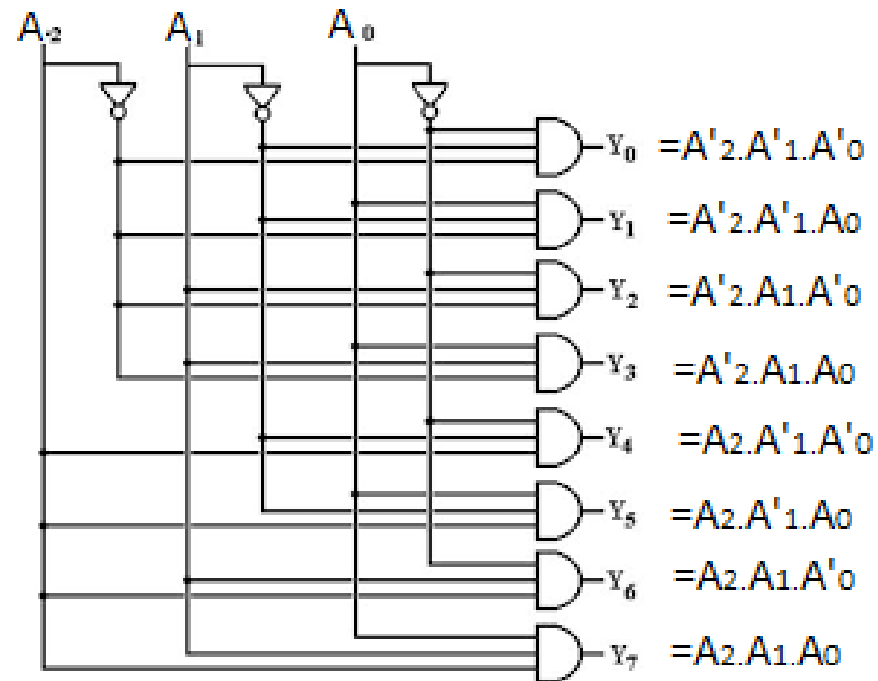 A2 A1 A0
Y0 =A'2.A'1.A'0
Y1 =A'2.A'1.A0
Y2 =A'2.A1.A'0
Y3 =A'2.A1.A0
Y4 =A2.A'1.A'0
Y5 =A2.A'1.A0
Y6 =A2.A1.A'0
Y7 =A2.A1.A0